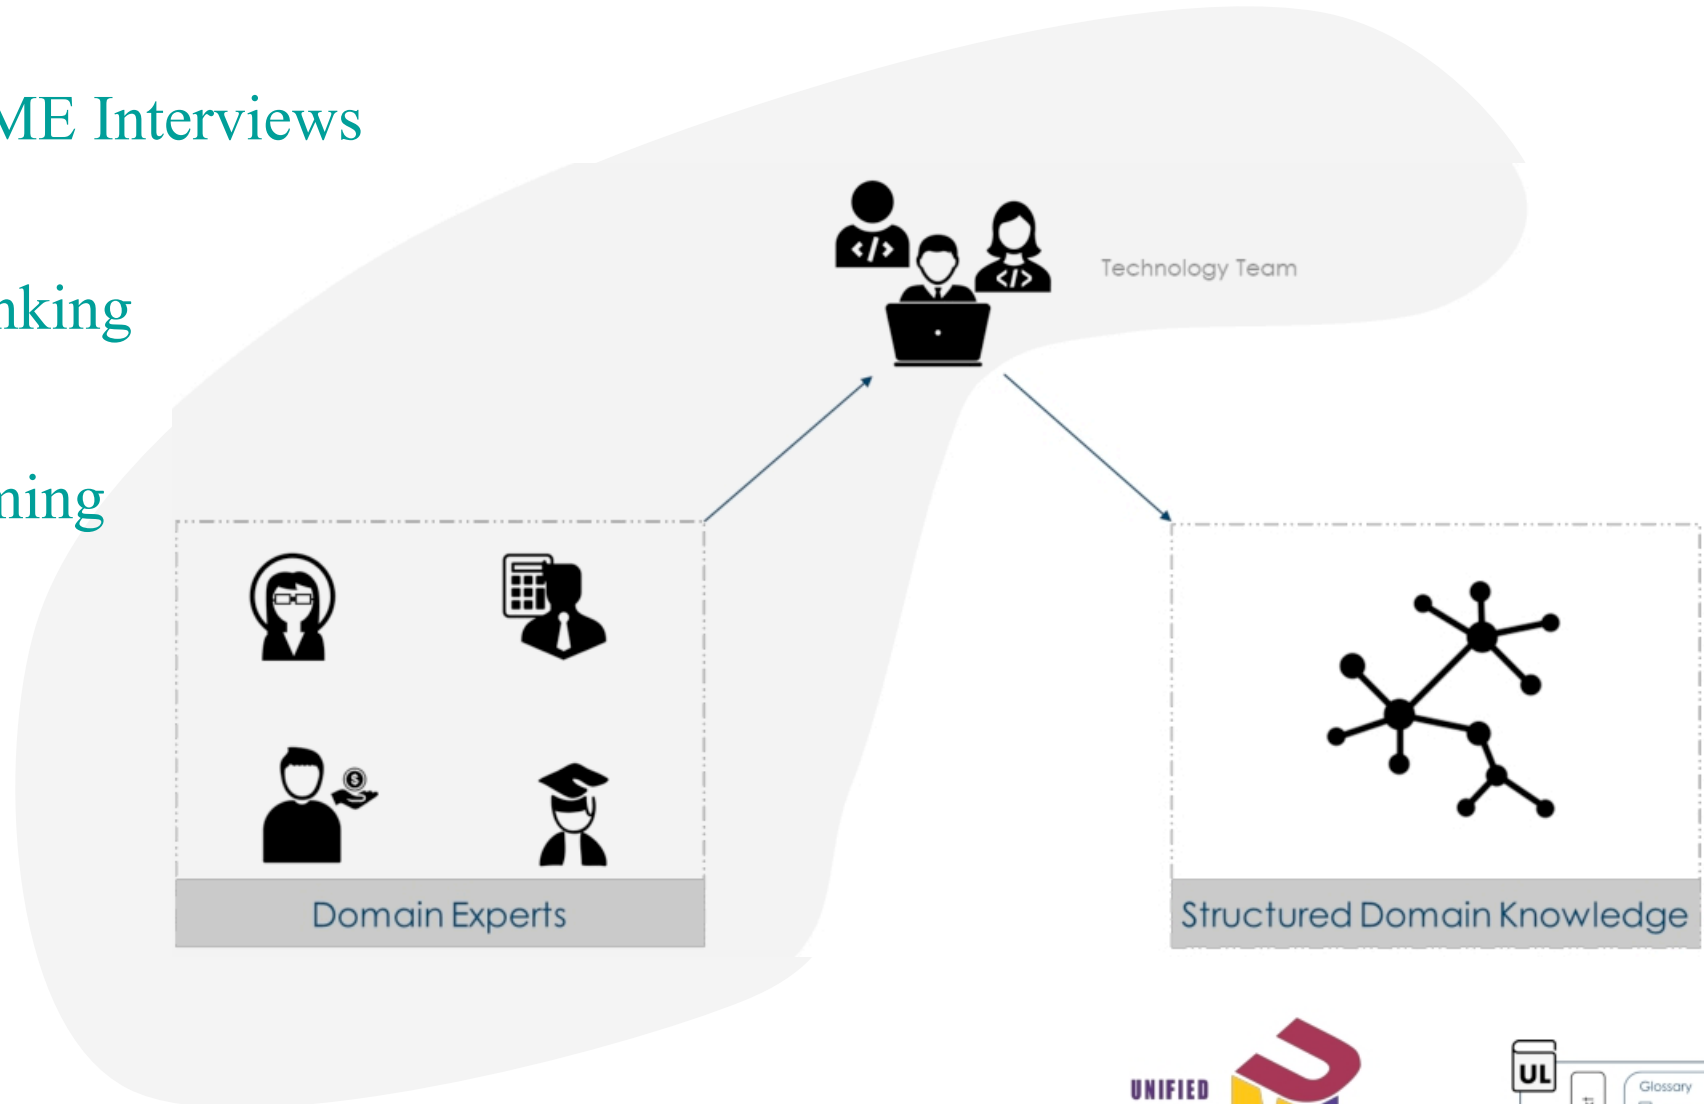 ME Interviews
nking
ning
</>
</>
Technology Team
$
Domain Experts
Structured Domain Knowledge
UNIFIED
UL
Glossary